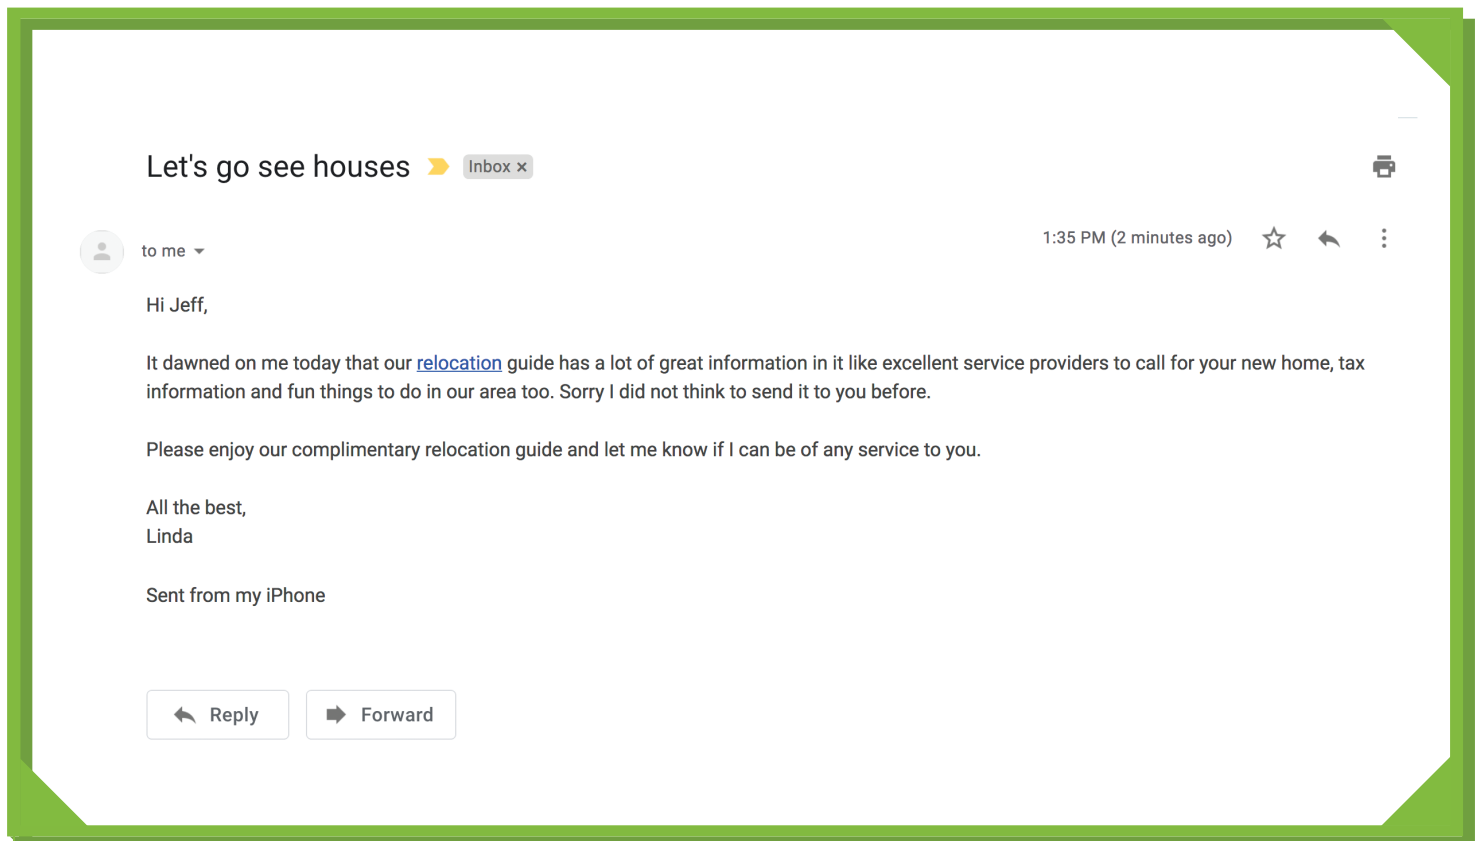 Let's go see houses Inbox ×
to me 1:35 PM (2 minutes ago)
Hi Jeff,
It dawned on me today that our relocation guide has a lot of great information in it like excellent service providers to call for your new home, tax
information and fun things to do in our area too. Sorry I did not think to send it to you before.
Please enjoy our complimentary relocation guide and let me know if I can be of any service to you.
All the best,
Linda
Sent from my iPhone
Reply Forward